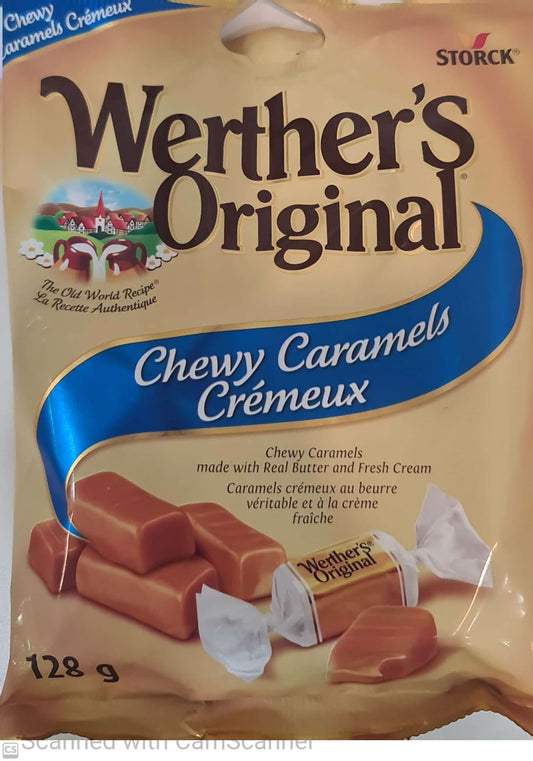 Chewy
Caramels Crémeux
STORCK®
Werther's
Original®
The Old World Recipe®
La Recette Authentique
Chewy Caramels
Crémeux
Chewy Caramels
made with Real Butter and Fresh Cream
Caramels crémeux au beurre
véritable et à la crème
fraîche
Werther's®
Original
128 g
CS Scanned with CamScanner